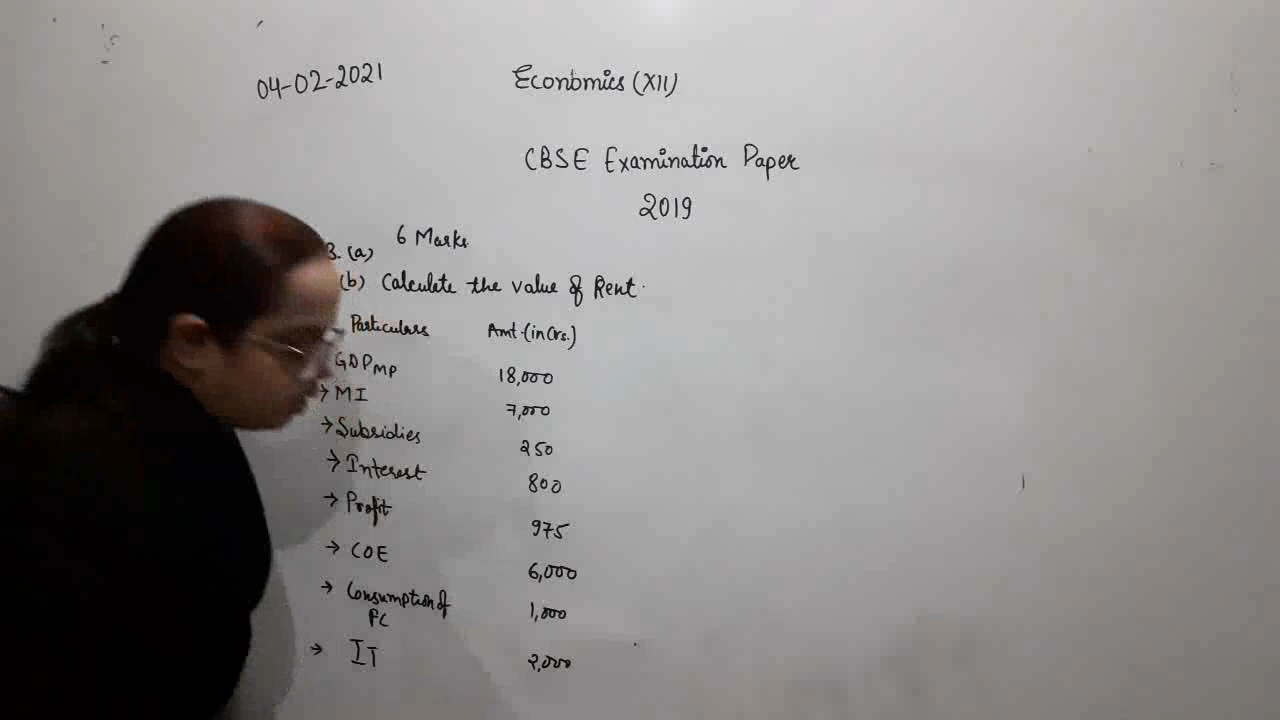 04-02-2021
Economics (XII)
CBSE Examination Paper
2019
3. (a) 6 Marks
(b) Calculate the value of Rent.
Particulars Amt. (in Crs.)
GDPMP 18,000
→ MI 7,000
→ Subsidies 250
→ Interest 800
→ Profit 975
→ COE 6,000
→ Consumption of 1,000
FC
→ IT 2,000